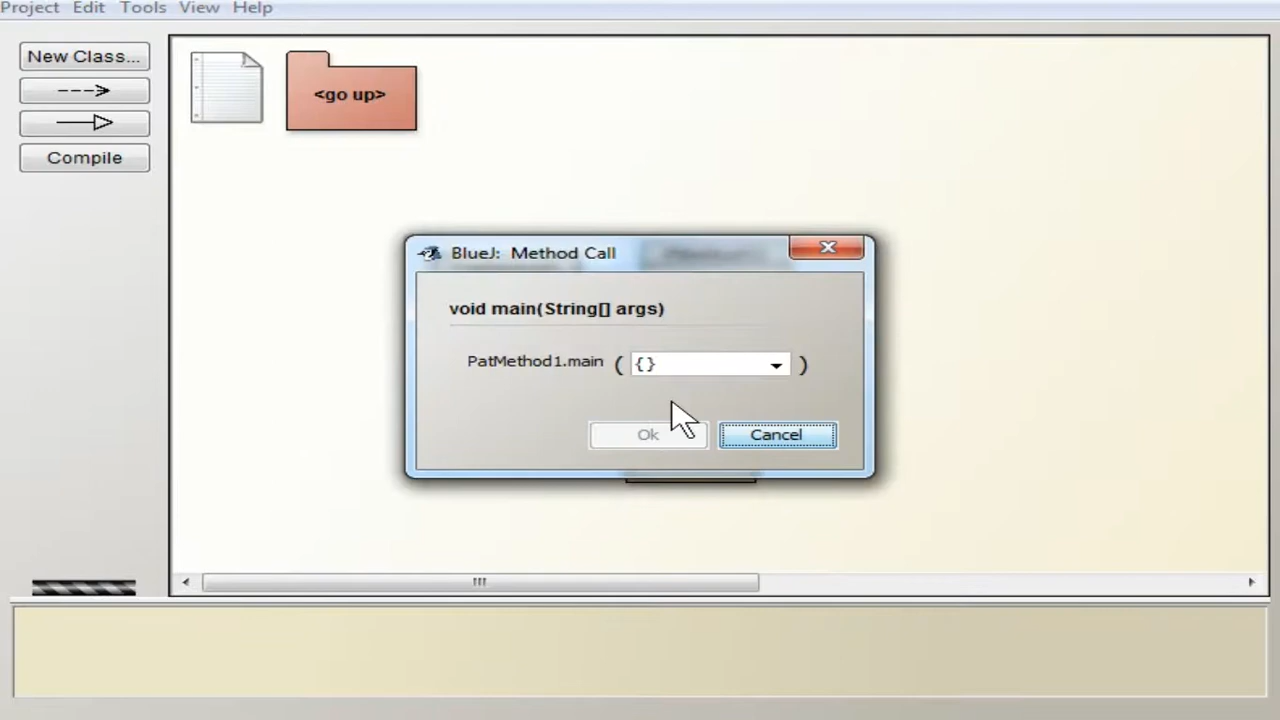 Project Edit Tools View Help
New Class...
<go up>
Compile
BlueJ: Method Call
void main(String[] args)
PatMethod1.main ( {} )
Ok Cancel